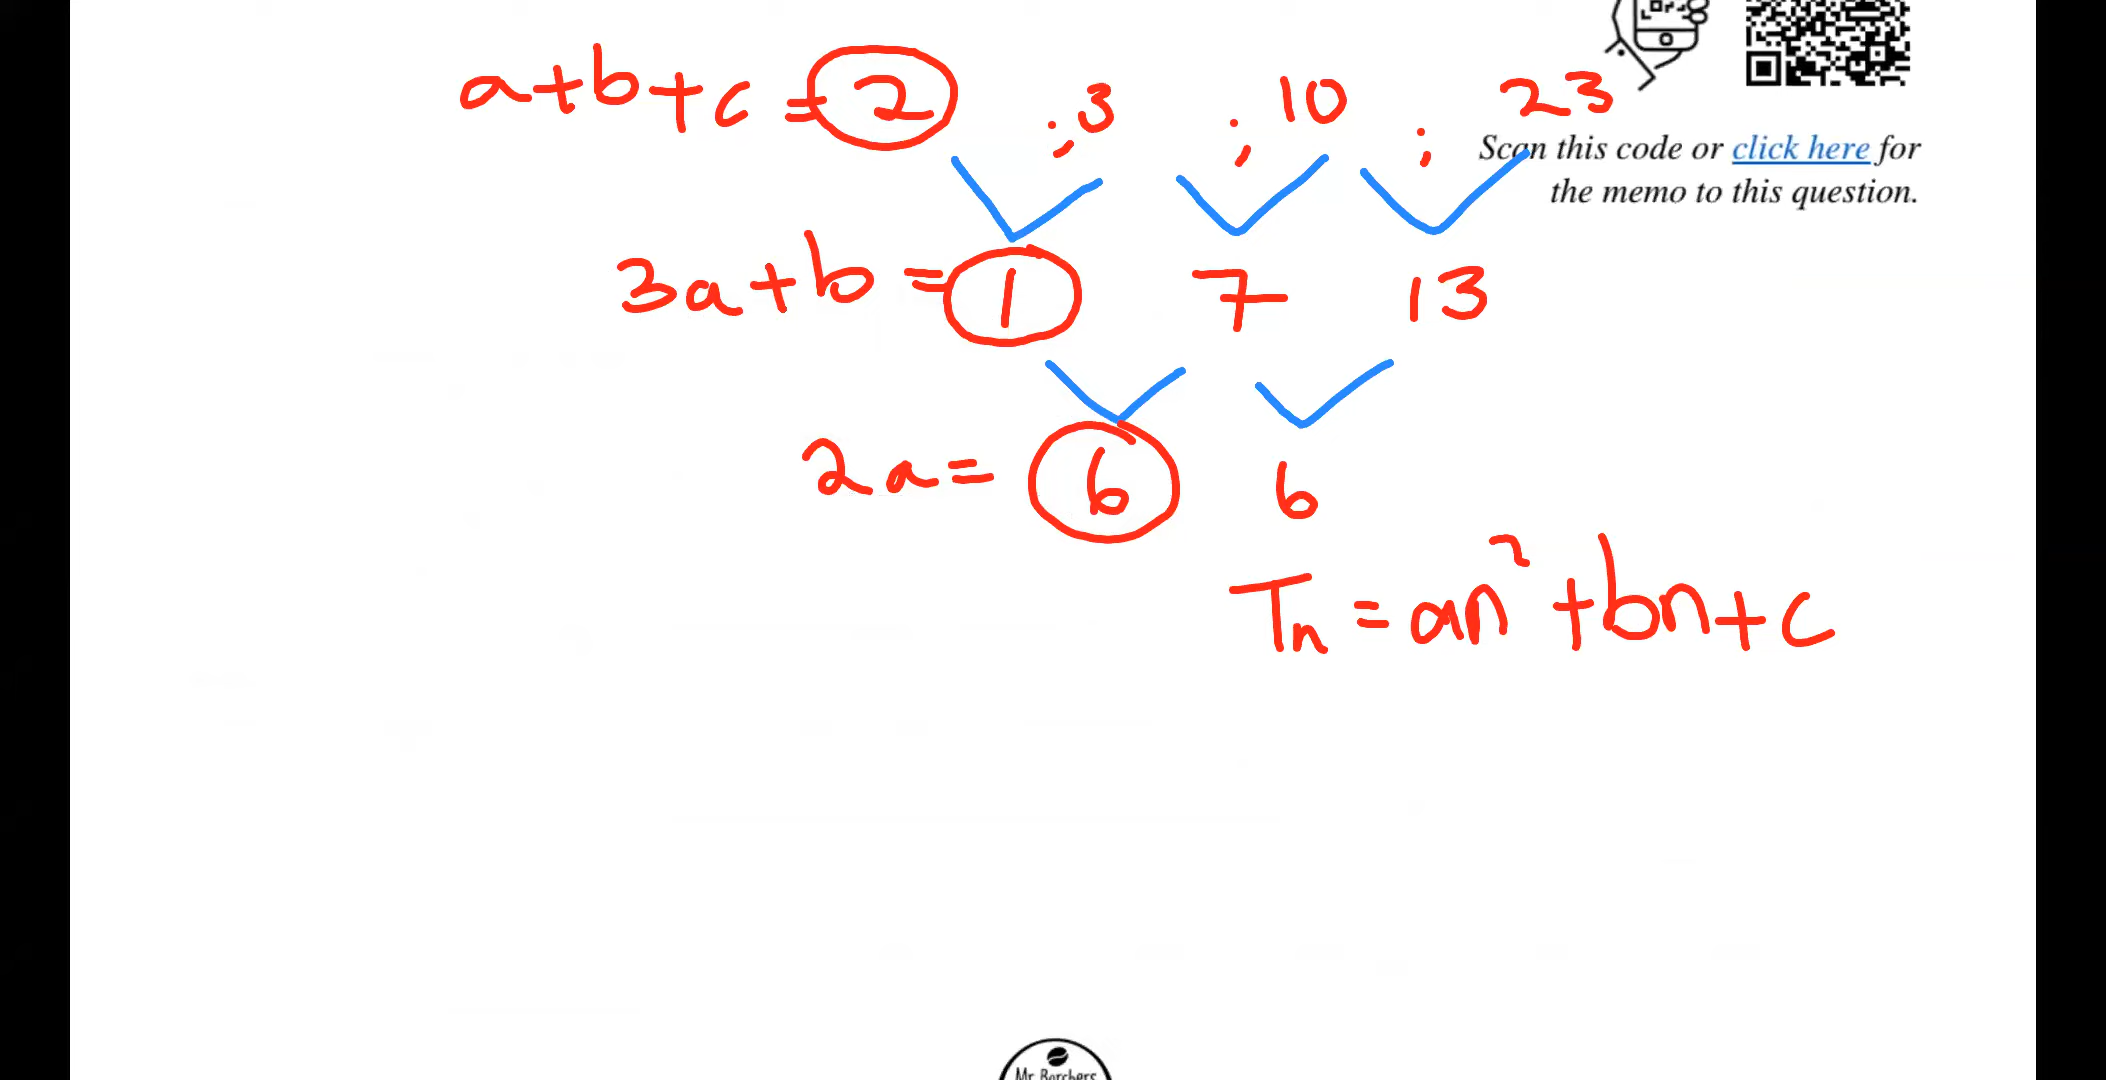 a+b+c = 2 ; 3 ; 10 ; 23
Scan this code or click here for
the memo to this question.
3a+b = 1 7 13
2a = 6 6
Tn = an² + bn + c
Mr Borchers